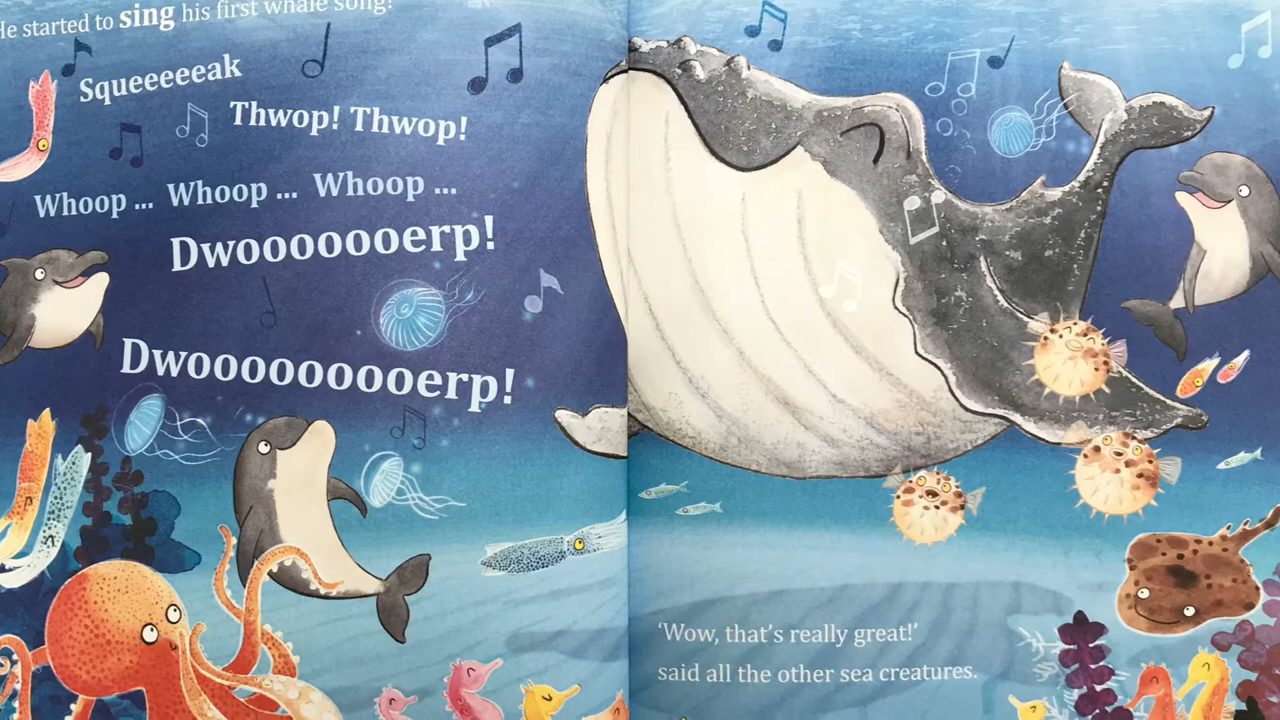 He started to sing his first whale song!
Squeeeeeak
Thwop! Thwop!
Whoop ... Whoop ... Whoop ...
Dwoooooooerp!
Dwoooooooooerp!
‘Wow, that’s really great!’
said all the other sea creatures.